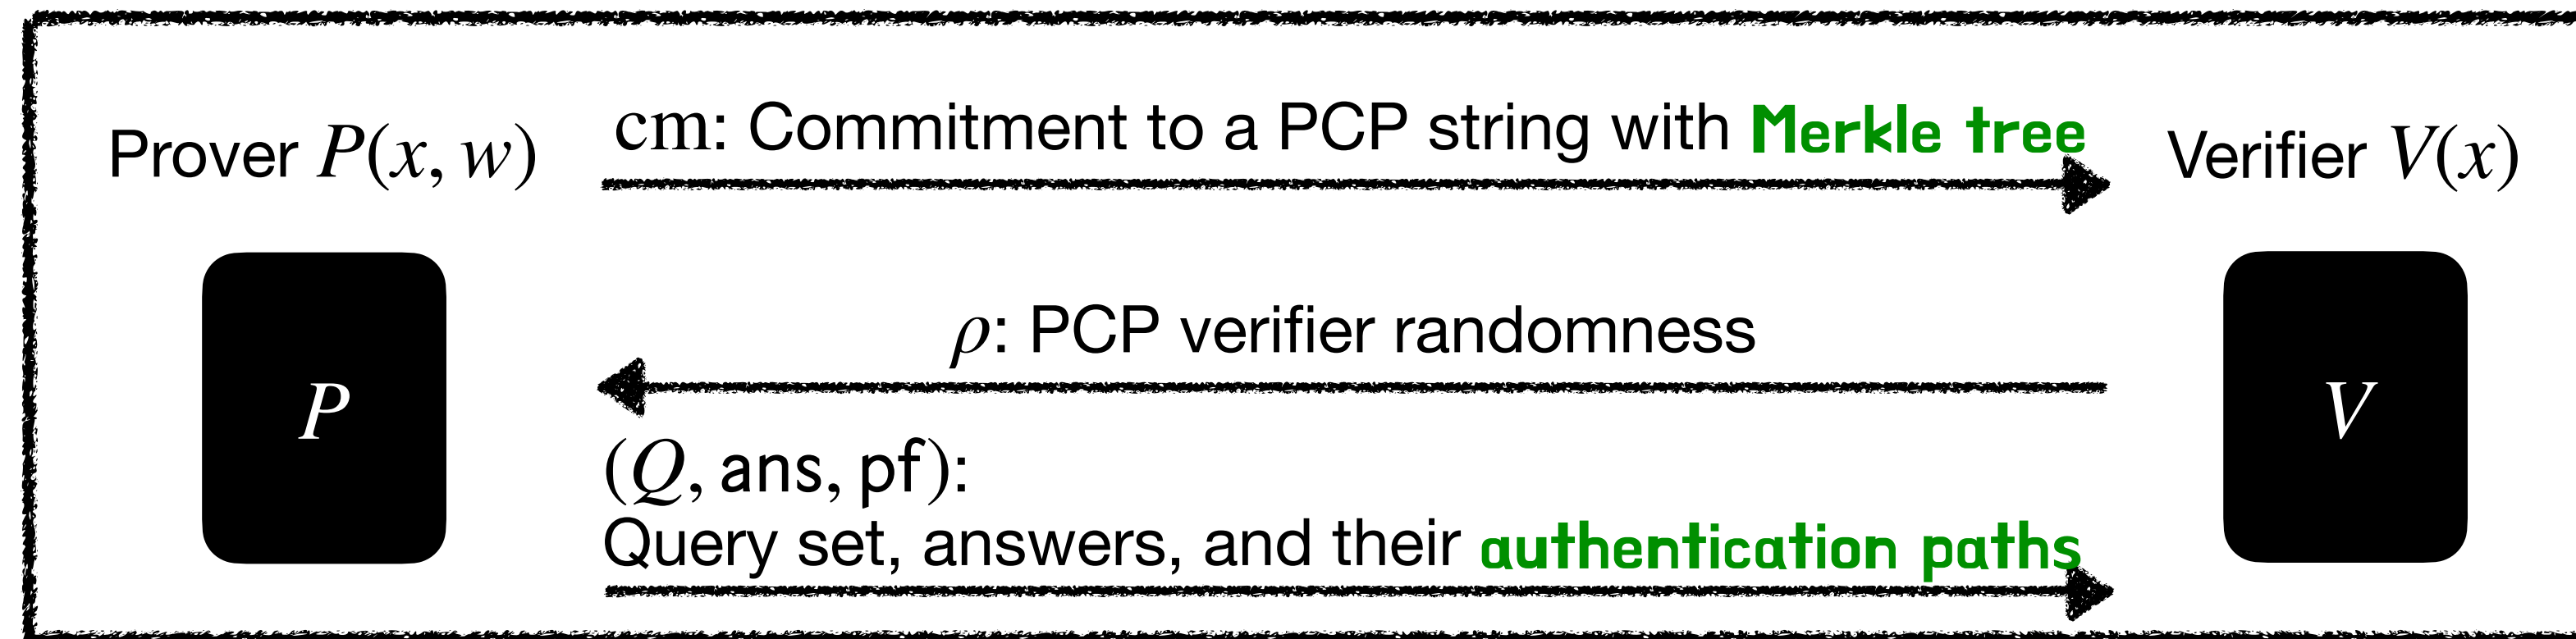 Prover P(x, w)
cm: Commitment to a PCP string with Merkle tree
Verifier V(x)
ρ: PCP verifier randomness
P
V
(Q, ans, pf):
Query set, answers, and their authentication paths